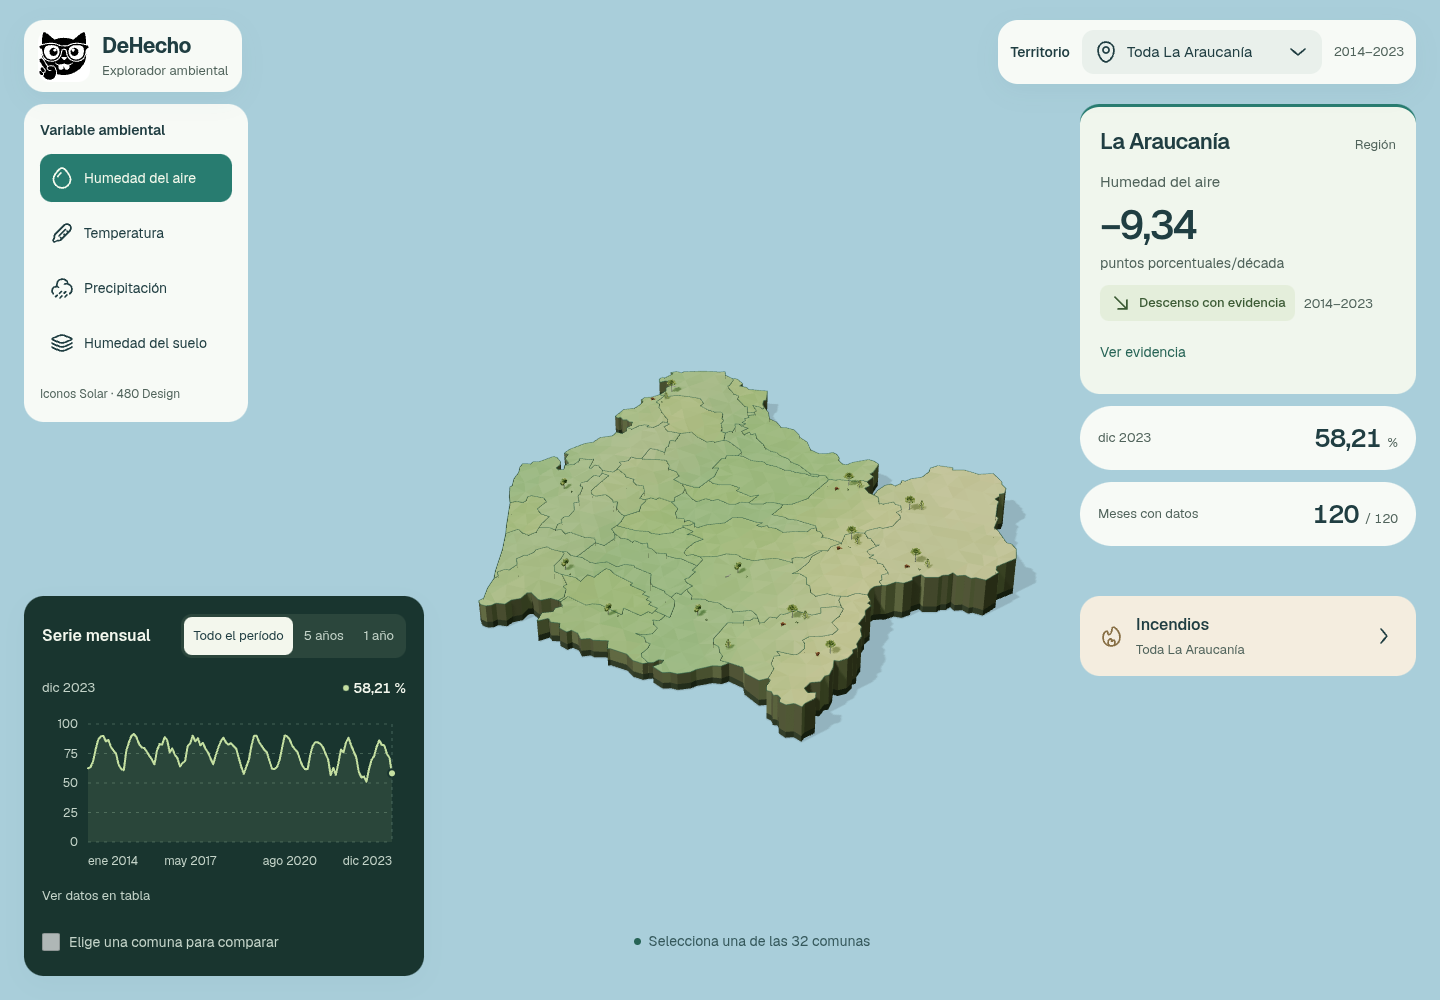 DeHecho
Explorador ambiental
Territorio
Toda La Araucanía
2014–2023
Variable ambiental
Humedad del aire
Temperatura
Precipitación
Humedad del suelo
Iconos Solar · 480 Design
La Araucanía
Región
Humedad del aire
−9,34
puntos porcentuales/década
Descenso con evidencia
2014–2023
Ver evidencia
dic 2023
58,21 %
Meses con datos
120 / 120
Incendios
Toda La Araucanía
Serie mensual
Todo el período
5 años
1 año
dic 2023
58,21 %
100
75
50
25
0
ene 2014
may 2017
ago 2020
dic 2023
Ver datos en tabla
Elige una comuna para comparar
Selecciona una de las 32 comunas